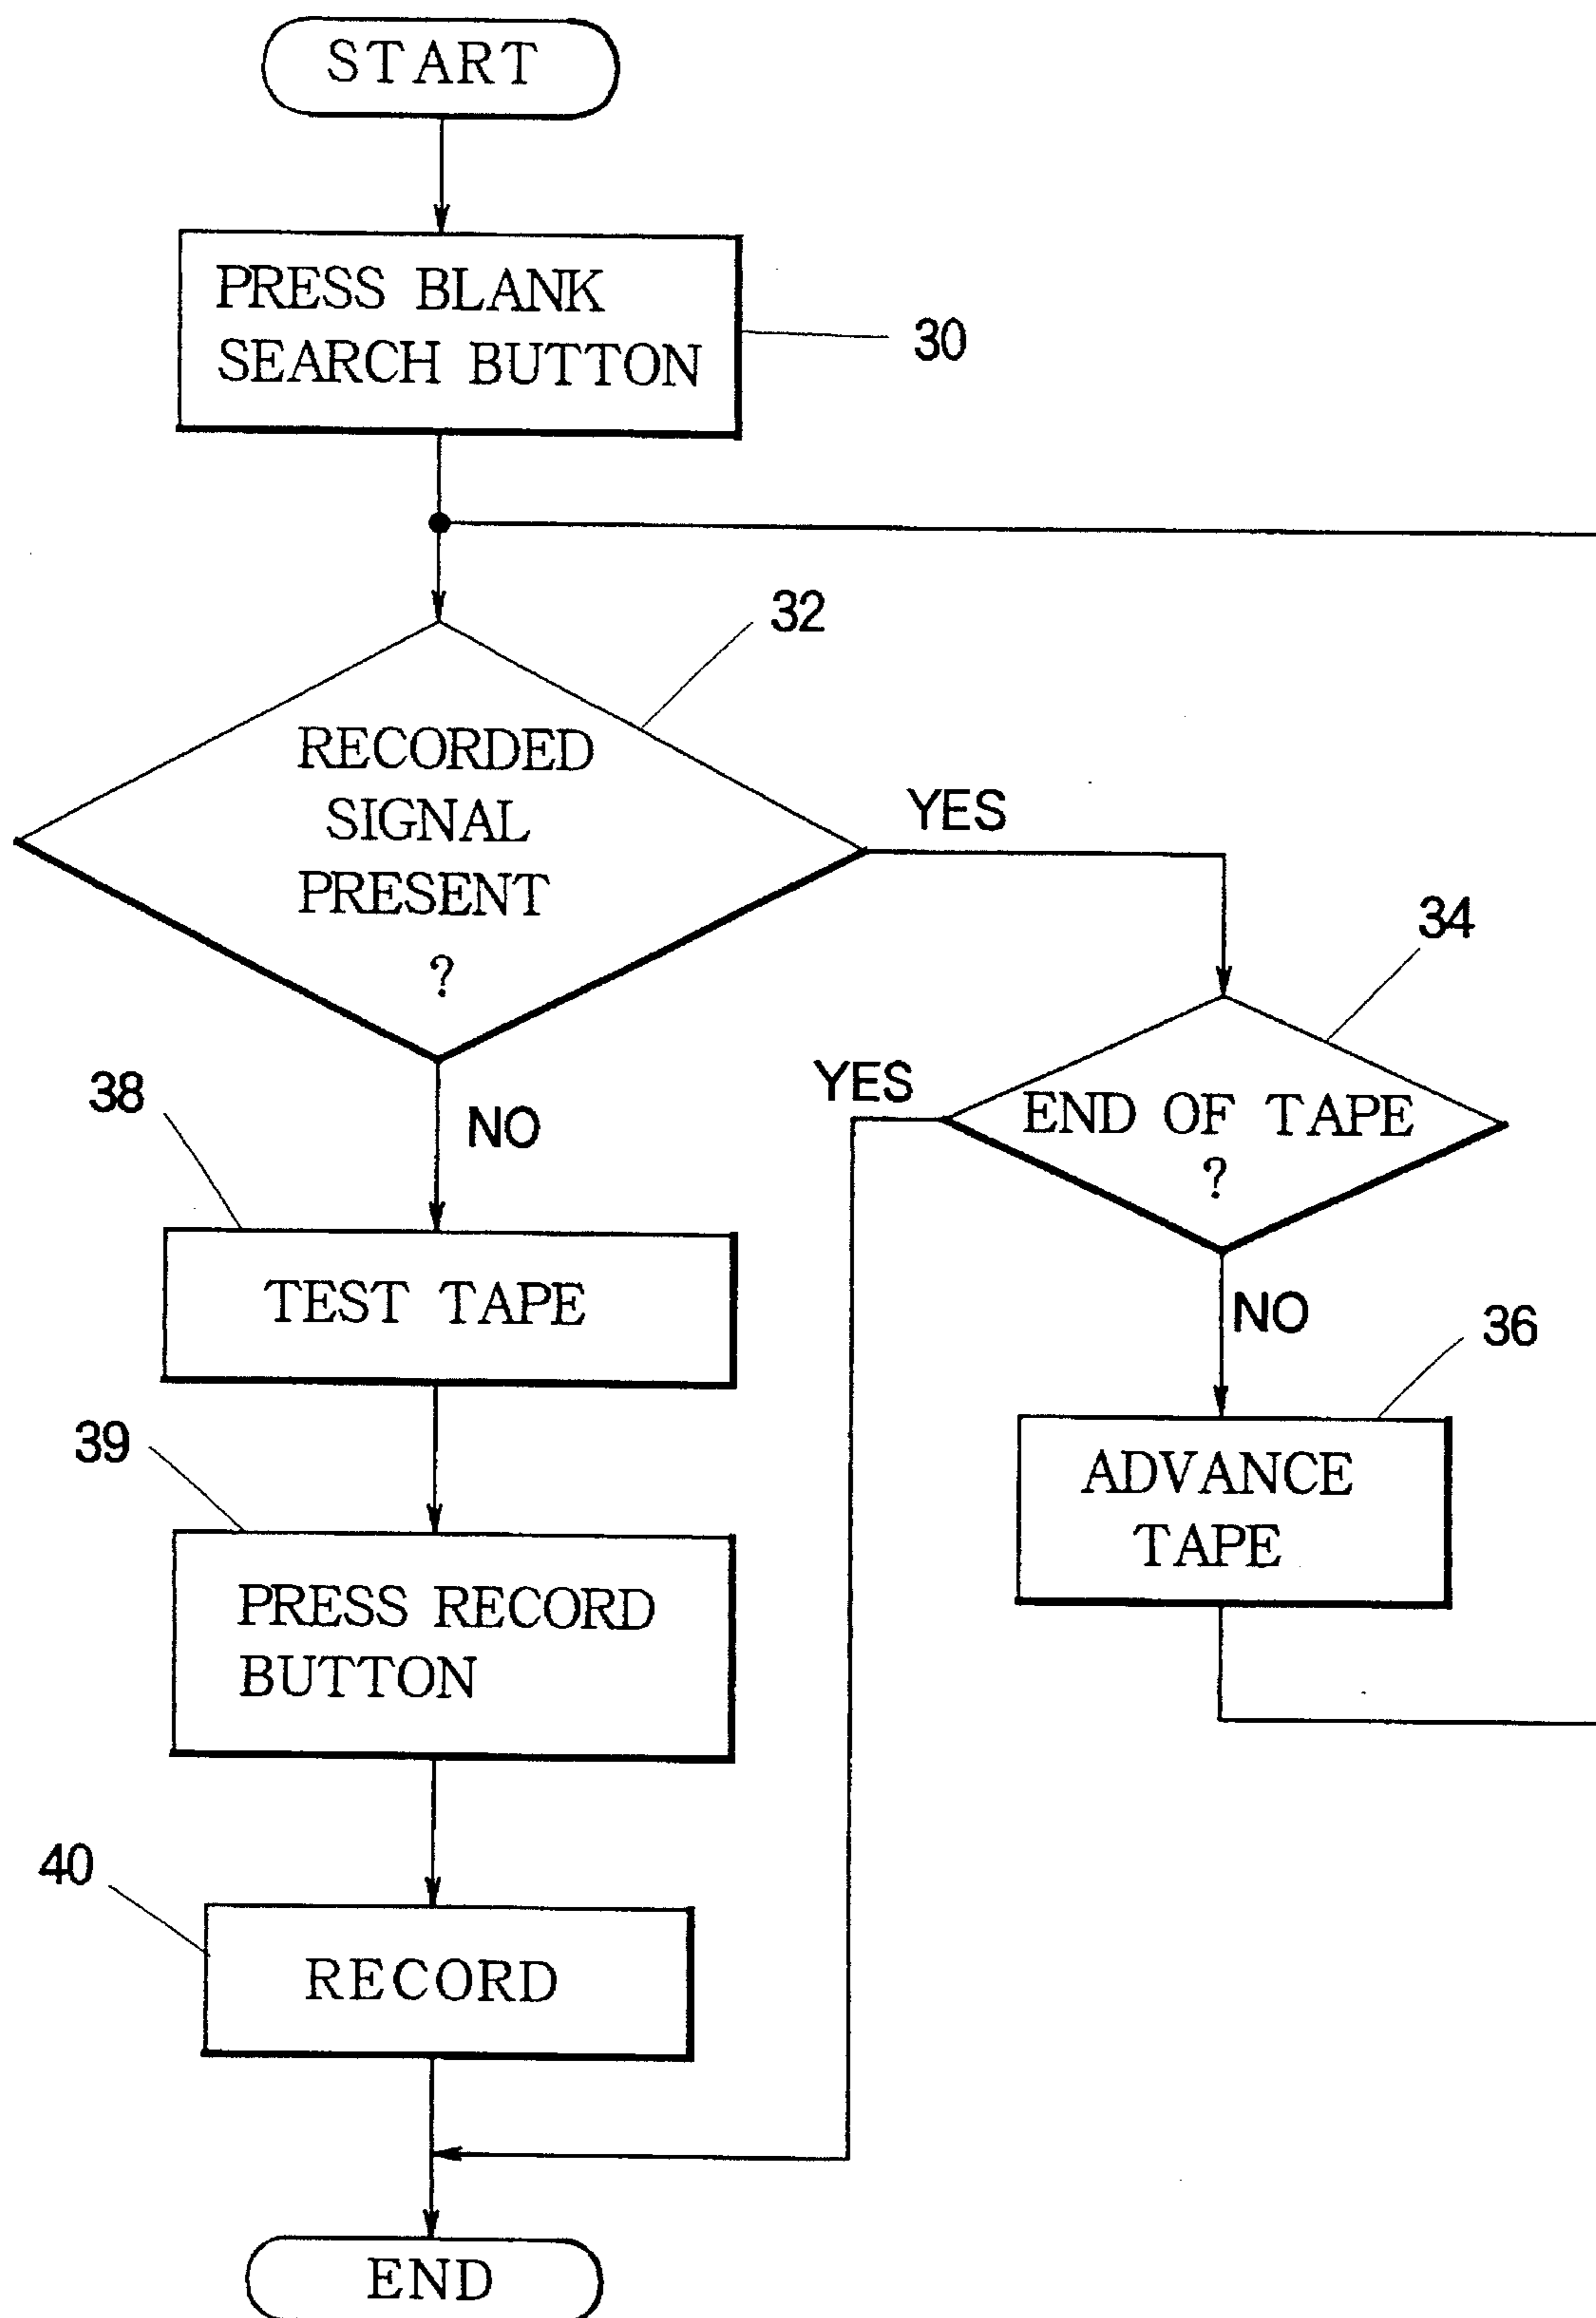 START
PRESS BLANK
SEARCH BUTTON
30
32
RECORDED
SIGNAL
PRESENT
?
YES
34
YES
END OF TAPE
?
38
NO
TEST TAPE
NO
36
ADVANCE
TAPE
39
PRESS RECORD
BUTTON
40
RECORD
END